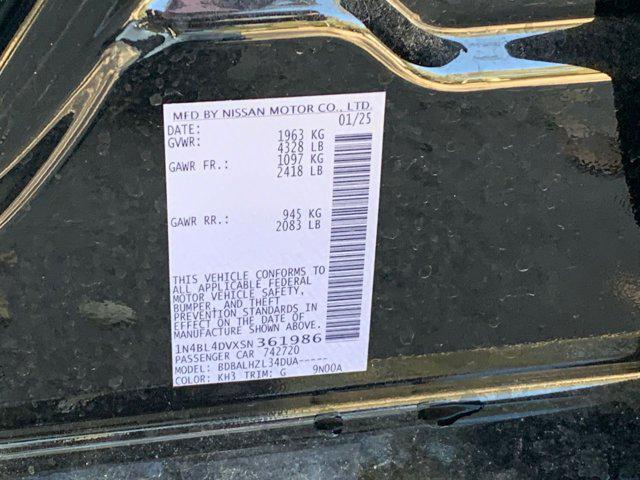 MFD BY NISSAN MOTOR CO., LTD.
DATE: 01/25
GVWR: 1963 KG
4328 LB
GAWR FR.: 1097 KG
2418 LB
GAWR RR.: 945 KG
2083 LB
THIS VEHICLE CONFORMS TO
ALL APPLICABLE FEDERAL
MOTOR VEHICLE SAFETY,
BUMPER, AND THEFT
PREVENTION STANDARDS IN
EFFECT ON THE DATE OF
MANUFACTURE SHOWN ABOVE.
1N4BL4DVXSN 361986
PASSENGER CAR 742720
MODEL: BDBALHZL34DUA-----
COLOR: KH3 TRIM: G 9N00A